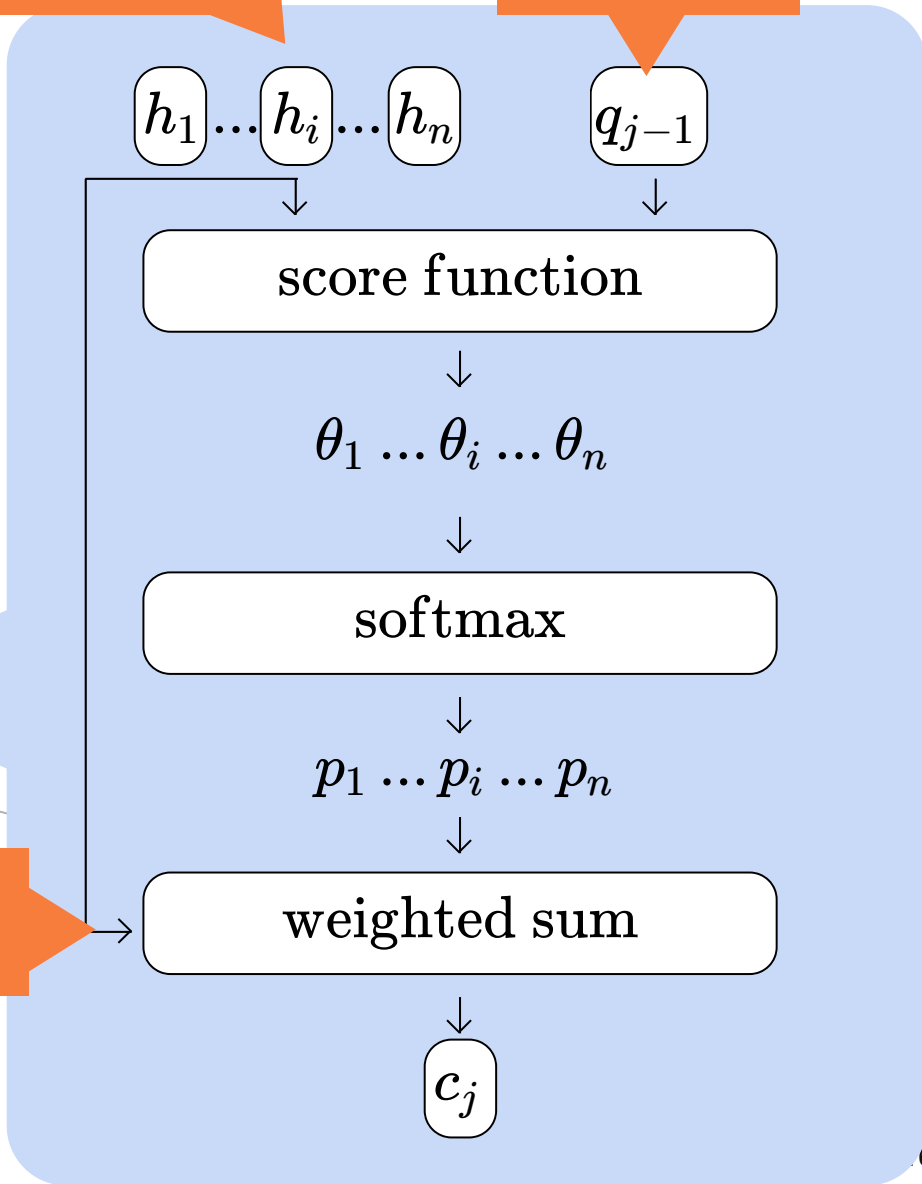 h₁ ... hᵢ ... hₙ qⱼ₋₁
score function
θ₁ ... θᵢ ... θₙ
softmax
p₁ ... pᵢ ... pₙ
weighted sum
cⱼ